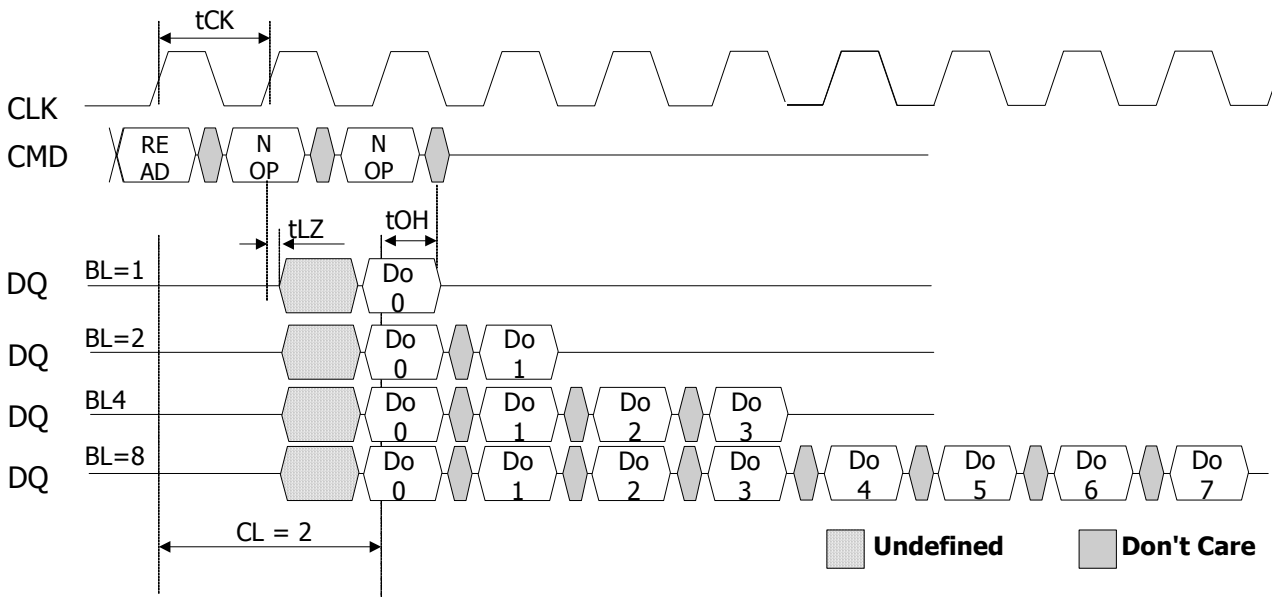 tCK
CLK
CMD
RE
AD
N
OP
N
OP
tLZ
tOH
DQ
BL=1
Do
0
DQ
BL=2
Do
0
Do
1
DQ
BL4
Do
0
Do
1
Do
2
Do
3
DQ
BL=8
Do
0
Do
1
Do
2
Do
3
Do
4
Do
5
Do
6
Do
7
CL = 2
Undefined
Don't Care